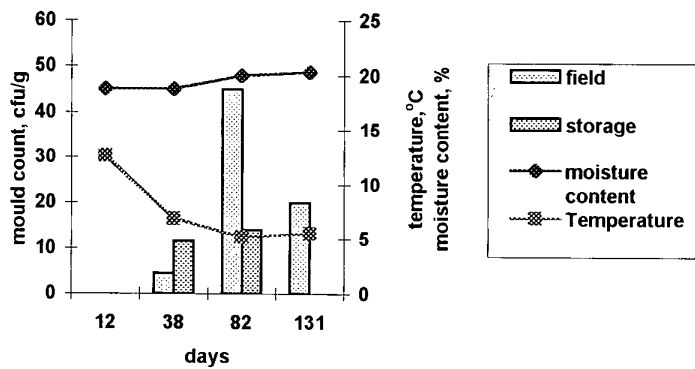 60
50
40
30
20
10
0
mould count, cfu/g
12 38 82 131
days
25
20
15
10
5
0
temperature,°C
moisture content, %
field
storage
moisture
content
Temperature